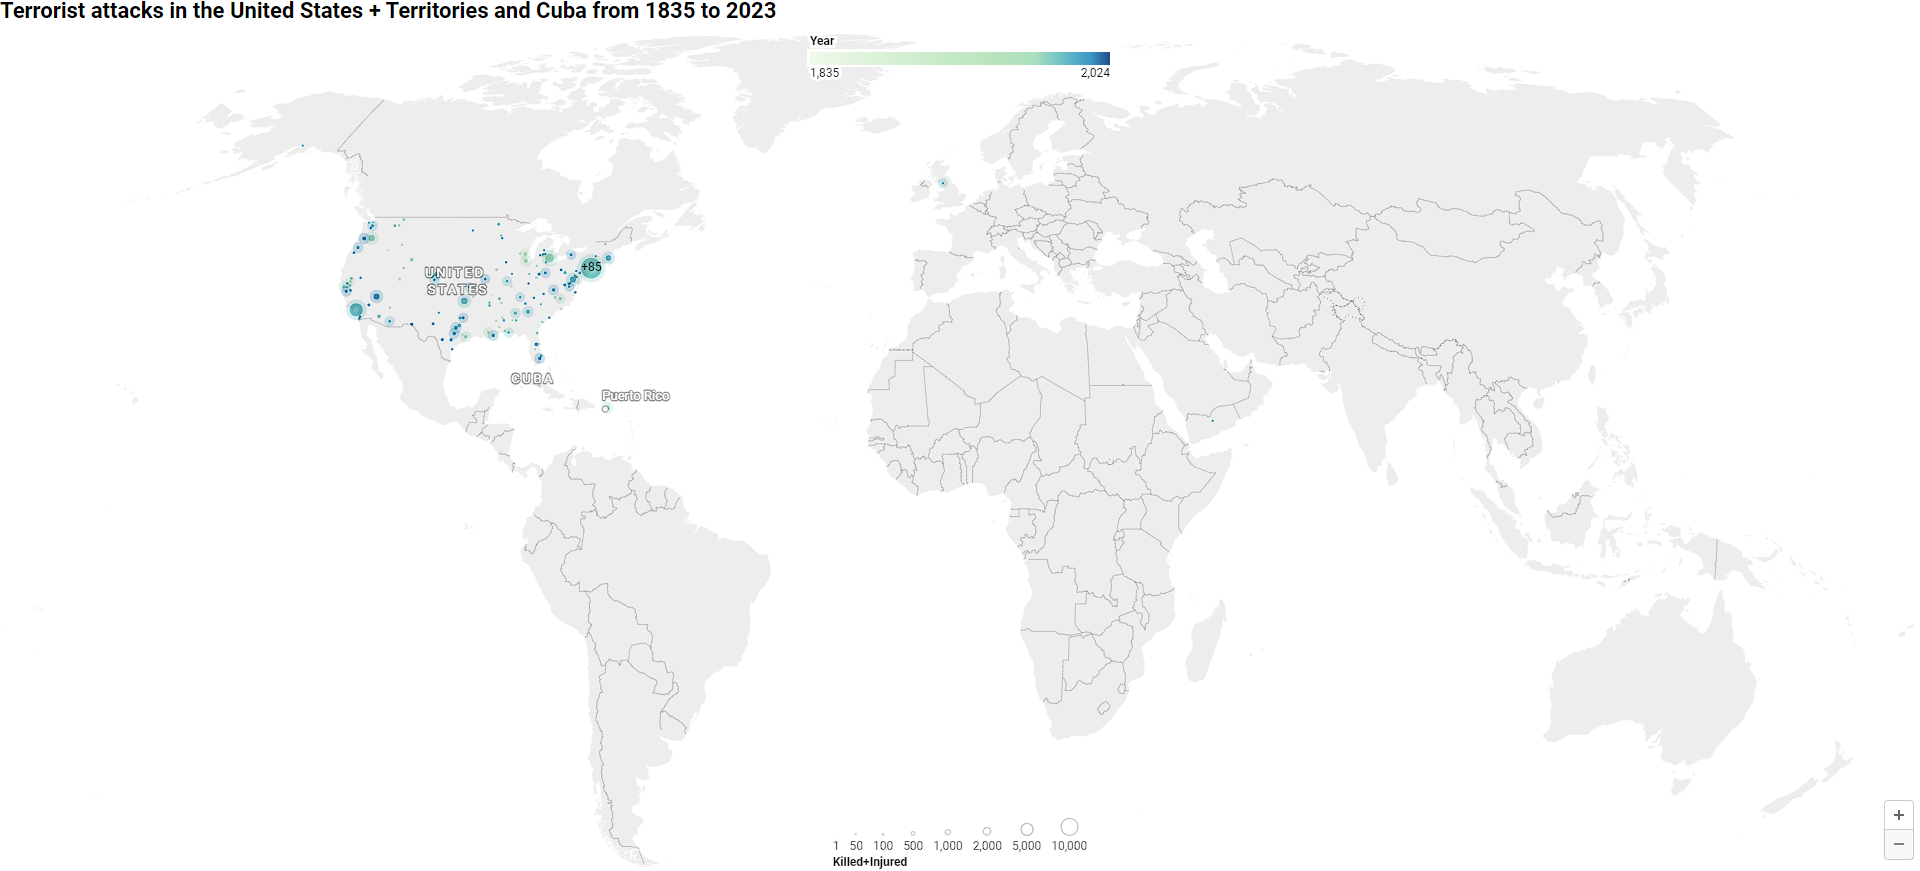 Terrorist attacks in the United States + Territories and Cuba from 1835 to 2023
Year
1,835 2,024
+85
UNITED
STATES
CUBA
Puerto Rico
+
−
1 50 100 500 1,000 2,000 5,000 10,000
Killed+Injured